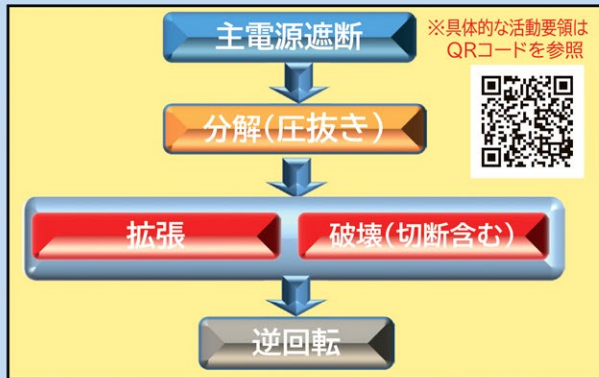 主電源遮断
※具体的な活動要領は
QRコードを参照
分解(圧抜き)
拡張
破壊(切断含む)
逆回転